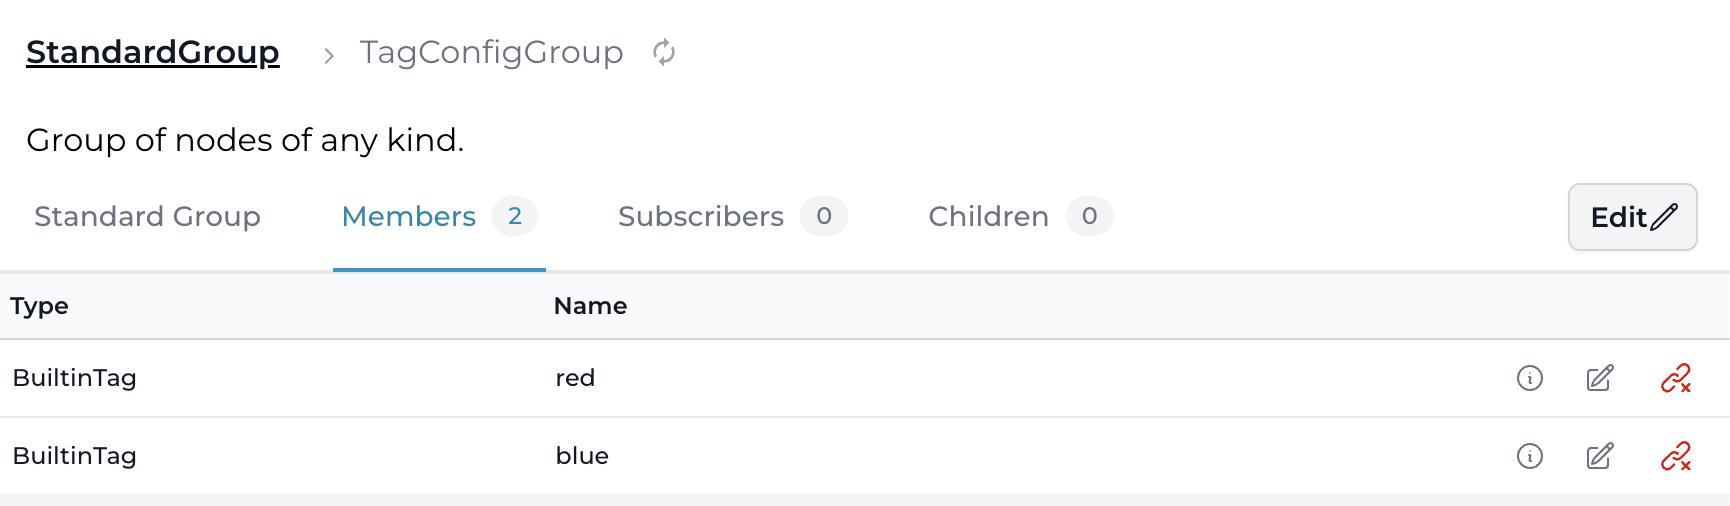 StandardGroup > TagConfigGroup
Group of nodes of any kind.
Standard Group Members 2 Subscribers 0 Children 0 Edit
Type Name
BuiltinTag red
BuiltinTag blue